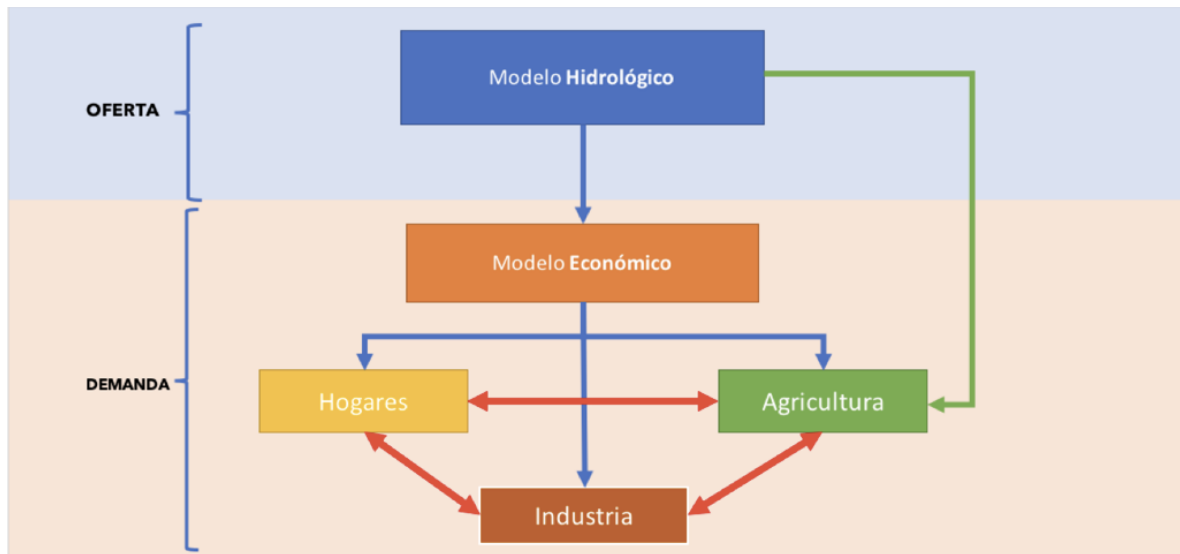 Modelo Hidrológico
OFERTA
Modelo Económico
DEMANDA
Hogares
Agricultura
Industria